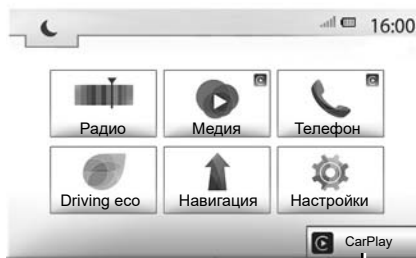 16:00
Радио
Медия
Телефон
Driving eco
Навигация
Настройки
CarPlay